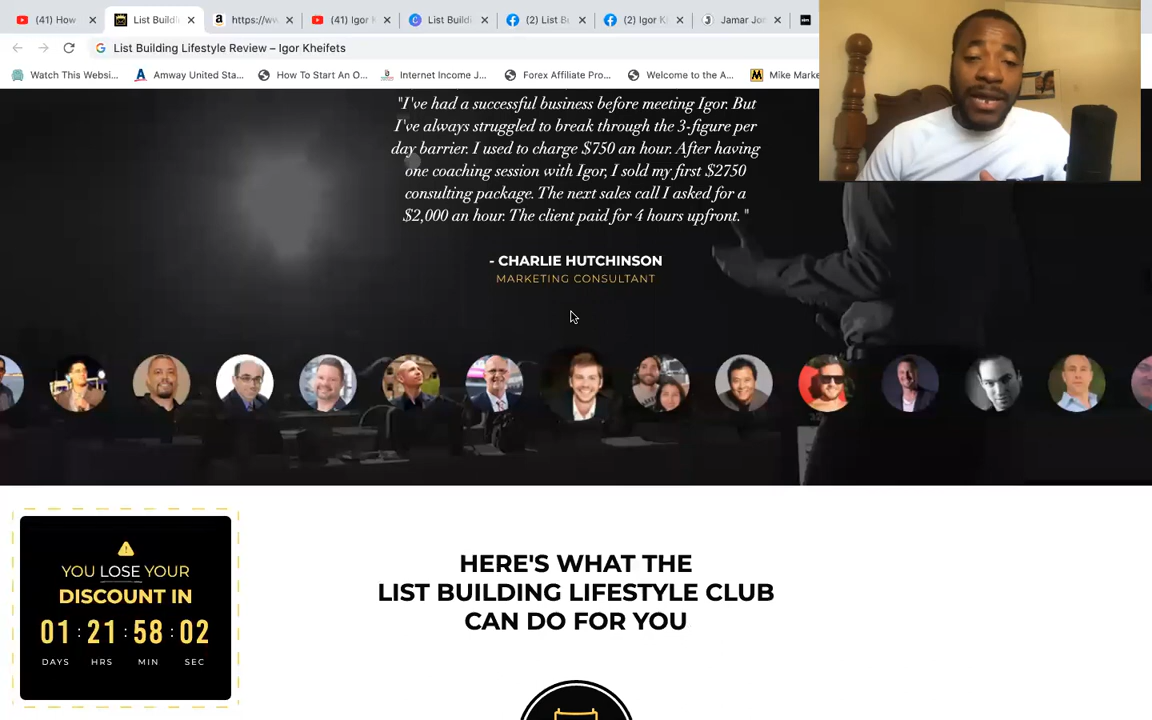 (41) How
List Buildi
https://ww
(41) Igor K
List Buildi
(2) List Bu
(2) Igor Kh
Jamar Jor
List Building Lifestyle Review – Igor Kheifets
Watch This Websi...
Amway United Sta...
How To Start An O...
Internet Income J...
Forex Affiliate Pro...
Welcome to the A...
Mike Marke
"I've had a successful business before meeting Igor. But
I've always struggled to break through the 3-figure per
day barrier. I used to charge $750 an hour. After having
one coaching session with Igor, I sold my first $2750
consulting package. The next sales call I asked for a
$2,000 an hour. The client paid for 4 hours upfront."
- CHARLIE HUTCHINSON
MARKETING CONSULTANT
YOU LOSE YOUR
DISCOUNT IN
01 : 21 : 58 : 02
DAYS HRS MIN SEC
HERE'S WHAT THE
LIST BUILDING LIFESTYLE CLUB
CAN DO FOR YOU